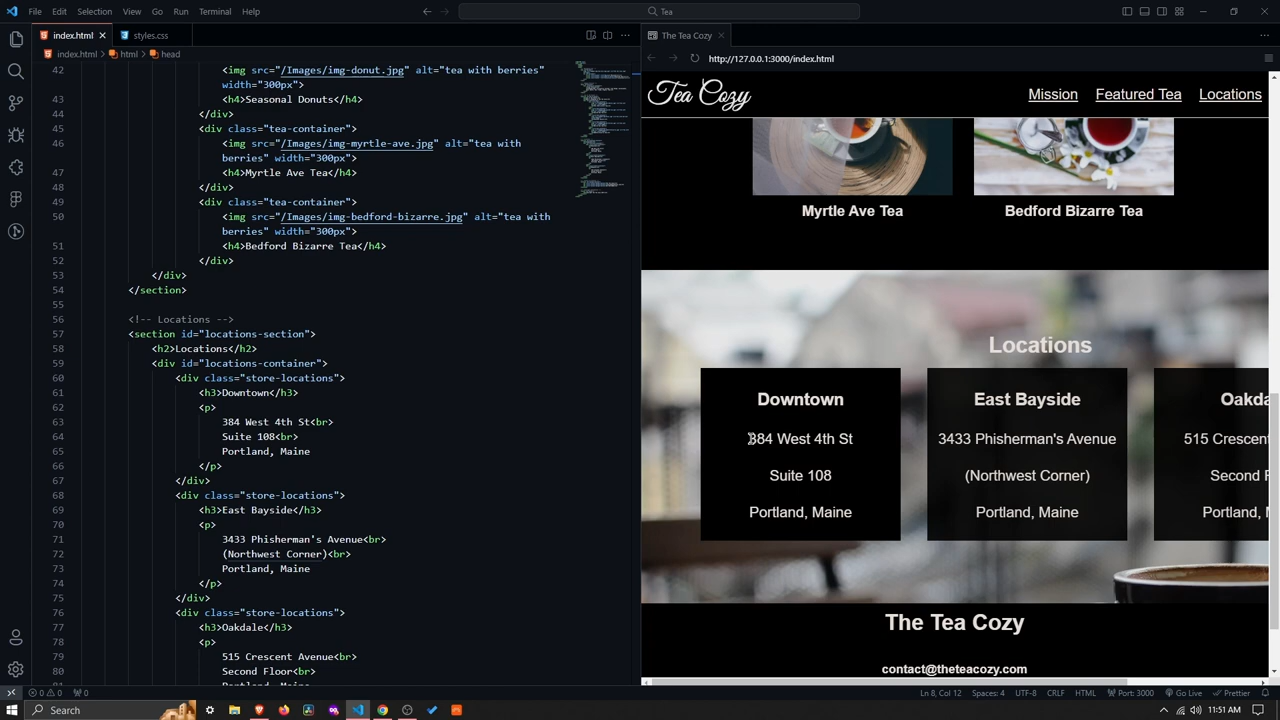 File Edit Selection View Go Run Terminal Help
Tea
index.html
styles.css
index.html > html > head
42 <img src="/Images/img-donut.jpg" alt="tea with berries"
width="300px">
43 <h4>Seasonal Donuts</h4>
44 </div>
45 <div class="tea-container">
46 <img src="/Images/img-myrtle-ave.jpg" alt="tea with
berries" width="300px">
47 <h4>Myrtle Ave Tea</h4>
48 </div>
49 <div class="tea-container">
50 <img src="/Images/img-bedford-bizarre.jpg" alt="tea with
berries" width="300px">
51 <h4>Bedford Bizarre Tea</h4>
52 </div>
53 </div>
54 </section>
55
56 <!-- Locations -->
57 <section id="locations-section">
58 <h2>Locations</h2>
59 <div id="locations-container">
60 <div class="store-locations">
61 <h3>Downtown</h3>
62 <p>
63 384 West 4th St<br>
64 Suite 108<br>
65 Portland, Maine
66 </p>
67 </div>
68 <div class="store-locations">
69 <h3>East Bayside</h3>
70 <p>
71 3433 Phisherman's Avenue<br>
72 (Northwest Corner)<br>
73 Portland, Maine
74 </p>
75 </div>
76 <div class="store-locations">
77 <h3>Oakdale</h3>
78 <p>
79 515 Crescent Avenue<br>
80 Second Floor<br>
The Tea Cozy
http://127.0.0.1:3000/index.html
Tea Cozy
Mission Featured Tea Locations
Myrtle Ave Tea Bedford Bizarre Tea
Locations
Downtown
384 West 4th St
Suite 108
Portland, Maine
East Bayside
3433 Phisherman's Avenue
(Northwest Corner)
Portland, Maine
Oakda
515 Crescent
Second F
Portland, M
The Tea Cozy
contact@theteacozy.com
0 0 0 Ln 8, Col 12 Spaces: 4 UTF-8 CRLF HTML Port: 3000 Go Live Prettier
Search 11:51 AM